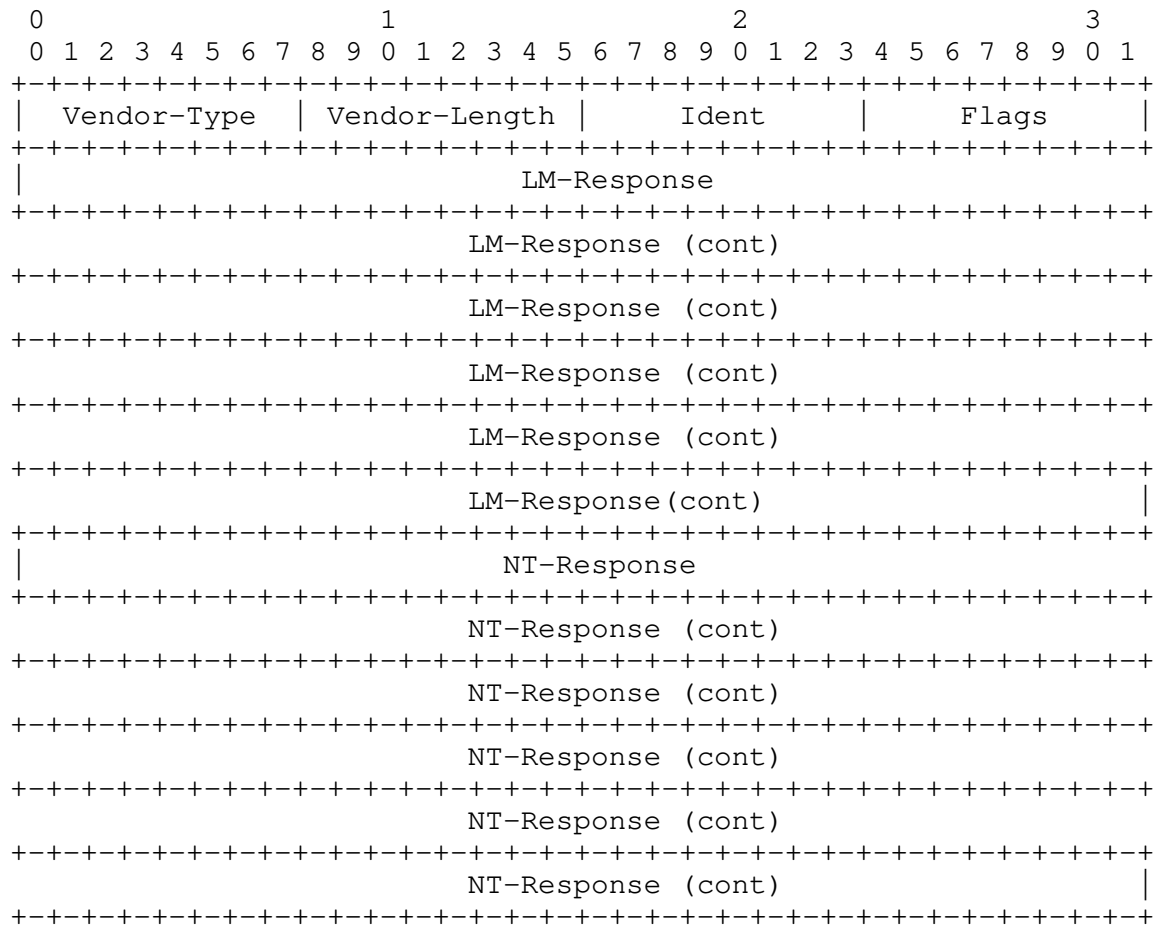 0                   1                   2                   3
 0 1 2 3 4 5 6 7 8 9 0 1 2 3 4 5 6 7 8 9 0 1 2 3 4 5 6 7 8 9 0 1
+-+-+-+-+-+-+-+-+-+-+-+-+-+-+-+-+-+-+-+-+-+-+-+-+-+-+-+-+-+-+-+-+
|  Vendor-Type  | Vendor-Length |     Ident     |     Flags     |
+-+-+-+-+-+-+-+-+-+-+-+-+-+-+-+-+-+-+-+-+-+-+-+-+-+-+-+-+-+-+-+-+
|                            LM-Response
+-+-+-+-+-+-+-+-+-+-+-+-+-+-+-+-+-+-+-+-+-+-+-+-+-+-+-+-+-+-+-+-+
                          LM-Response (cont)
+-+-+-+-+-+-+-+-+-+-+-+-+-+-+-+-+-+-+-+-+-+-+-+-+-+-+-+-+-+-+-+-+
                          LM-Response (cont)
+-+-+-+-+-+-+-+-+-+-+-+-+-+-+-+-+-+-+-+-+-+-+-+-+-+-+-+-+-+-+-+-+
                          LM-Response (cont)
+-+-+-+-+-+-+-+-+-+-+-+-+-+-+-+-+-+-+-+-+-+-+-+-+-+-+-+-+-+-+-+-+
                          LM-Response (cont)
+-+-+-+-+-+-+-+-+-+-+-+-+-+-+-+-+-+-+-+-+-+-+-+-+-+-+-+-+-+-+-+-+
                          LM-Response(cont)                     |
+-+-+-+-+-+-+-+-+-+-+-+-+-+-+-+-+-+-+-+-+-+-+-+-+-+-+-+-+-+-+-+-+
|                           NT-Response
+-+-+-+-+-+-+-+-+-+-+-+-+-+-+-+-+-+-+-+-+-+-+-+-+-+-+-+-+-+-+-+-+
                          NT-Response (cont)
+-+-+-+-+-+-+-+-+-+-+-+-+-+-+-+-+-+-+-+-+-+-+-+-+-+-+-+-+-+-+-+-+
                          NT-Response (cont)
+-+-+-+-+-+-+-+-+-+-+-+-+-+-+-+-+-+-+-+-+-+-+-+-+-+-+-+-+-+-+-+-+
                          NT-Response (cont)
+-+-+-+-+-+-+-+-+-+-+-+-+-+-+-+-+-+-+-+-+-+-+-+-+-+-+-+-+-+-+-+-+
                          NT-Response (cont)
+-+-+-+-+-+-+-+-+-+-+-+-+-+-+-+-+-+-+-+-+-+-+-+-+-+-+-+-+-+-+-+-+
                          NT-Response (cont)                    |
+-+-+-+-+-+-+-+-+-+-+-+-+-+-+-+-+-+-+-+-+-+-+-+-+-+-+-+-+-+-+-+-+